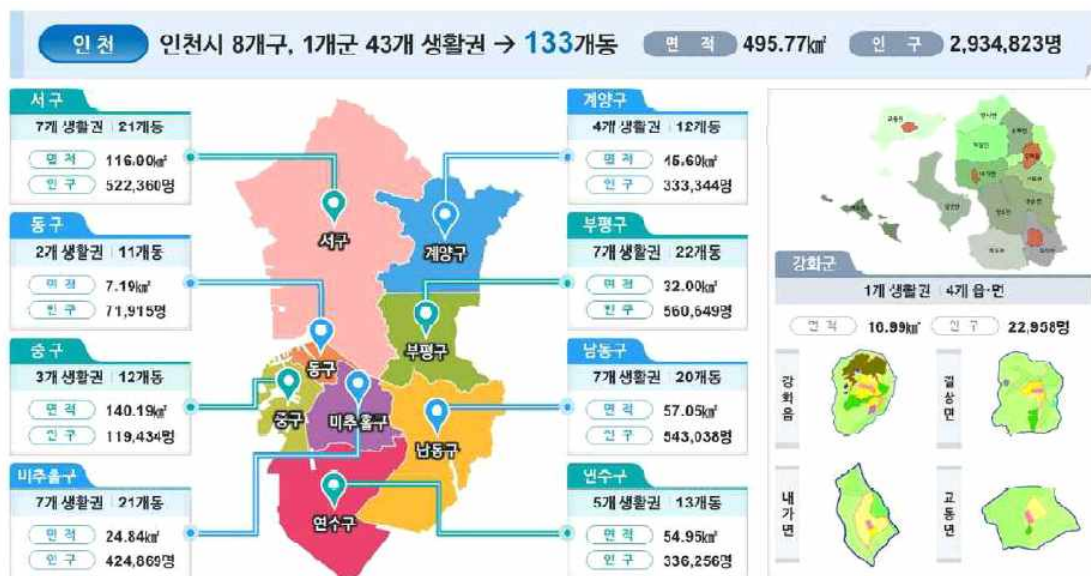 인천 인천시 8개구, 1개군 43개 생활권 → 133개동 면적 495.77㎢ 인구 2,934,823명
서구
7개 생활권 21개동
면적 116.00㎢
인구 522,360명
동구
2개 생활권 11개동
면적 7.19㎢
인구 71,915명
중구
3개 생활권 12개동
면적 140.19㎢
인구 119,434명
미추홀구
7개 생활권 21개동
면적 24.84㎢
인구 424,869명
서구
계양구
부평구
동구
중구
미추홀구
남동구
연수구
계양구
4개 생활권 12개동
면적 45.60㎢
인구 333,344명
부평구
7개 생활권 22개동
면적 32.00㎢
인구 560,649명
남동구
7개 생활권 20개동
면적 57.05㎢
인구 543,038명
연수구
5개 생활권 13개동
면적 54.95㎢
인구 336,256명
강화군
1개 생활권 4개 읍·면
면적 10.99㎢ 인구 22,958명
강화읍
길상면
내가면
교동면